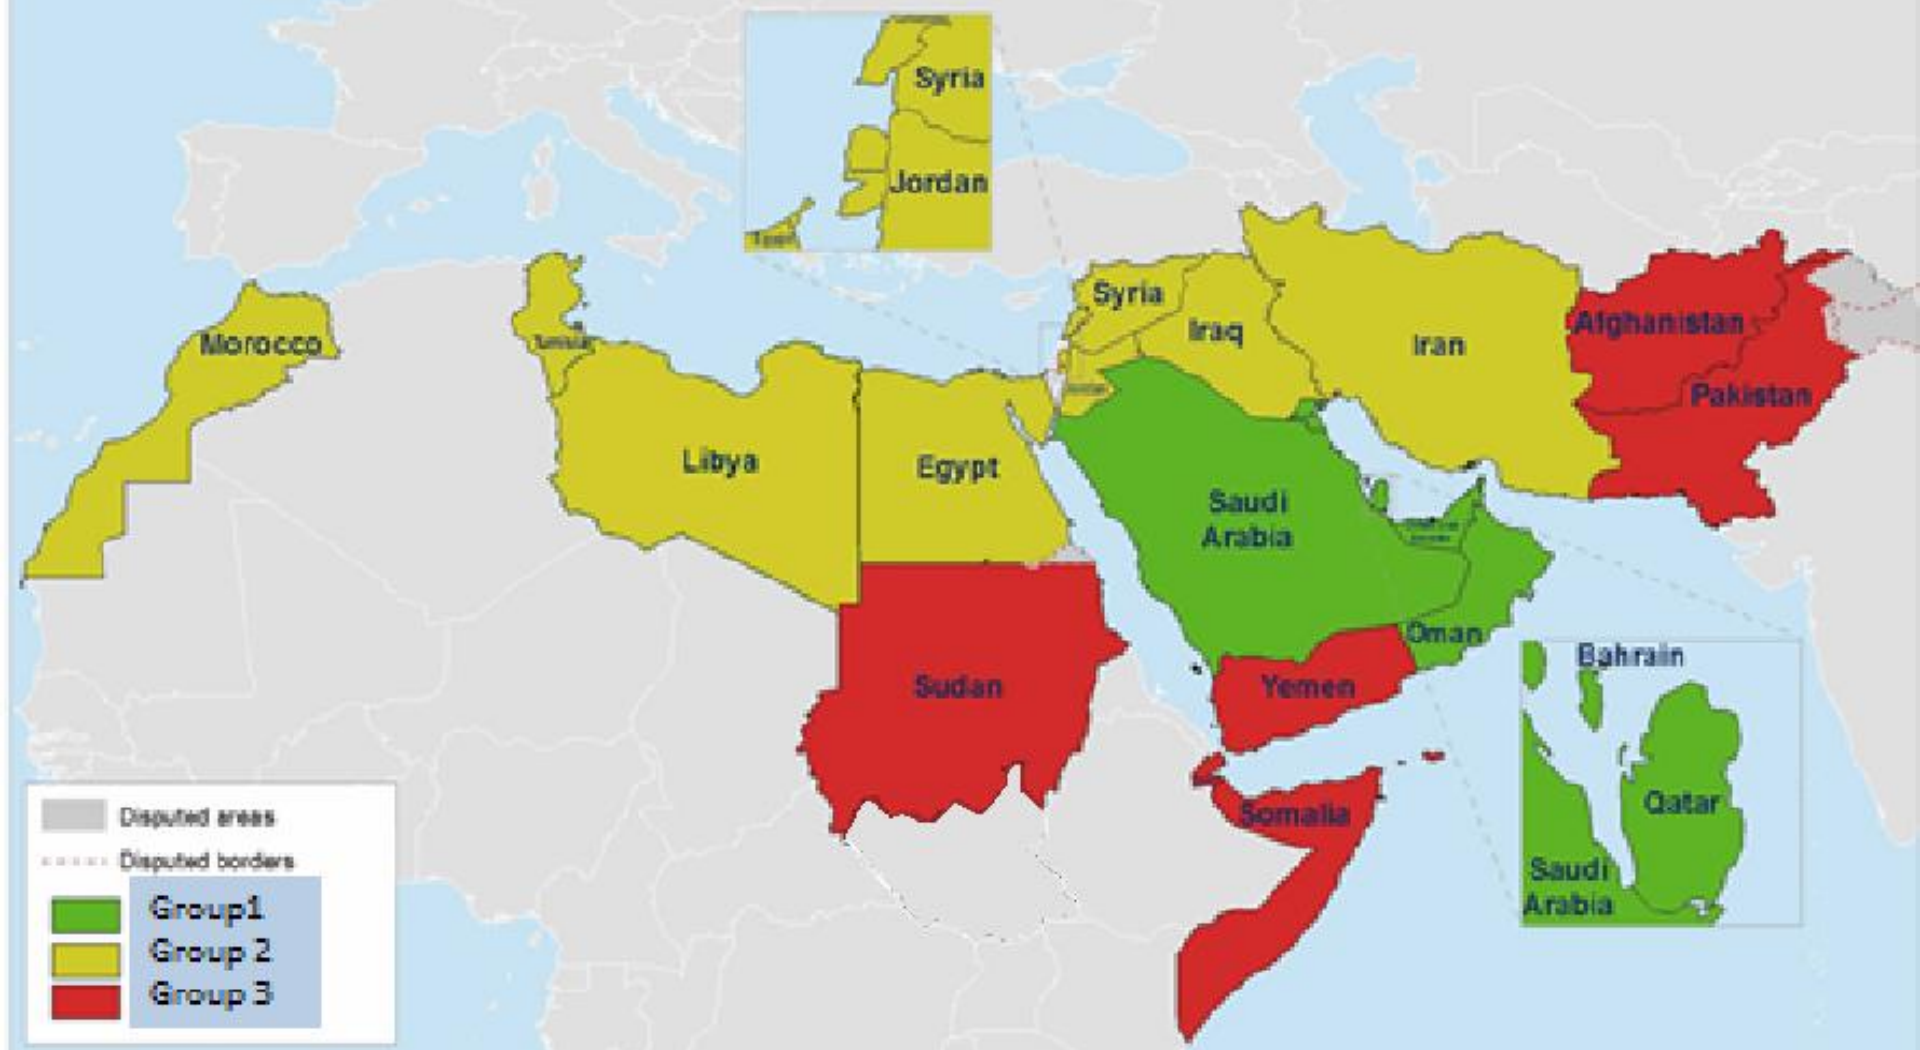 Syria
Jordan
Syria
Iraq
Iran
Afghanistan
Pakistan
Morocco
Tunisia
Libya
Egypt
Saudi
Arabia
Oman
Yemen
Sudan
Somalia
Bahrain
Qatar
Saudi
Arabia
Disputed areas
Disputed borders
Group1
Group 2
Group 3